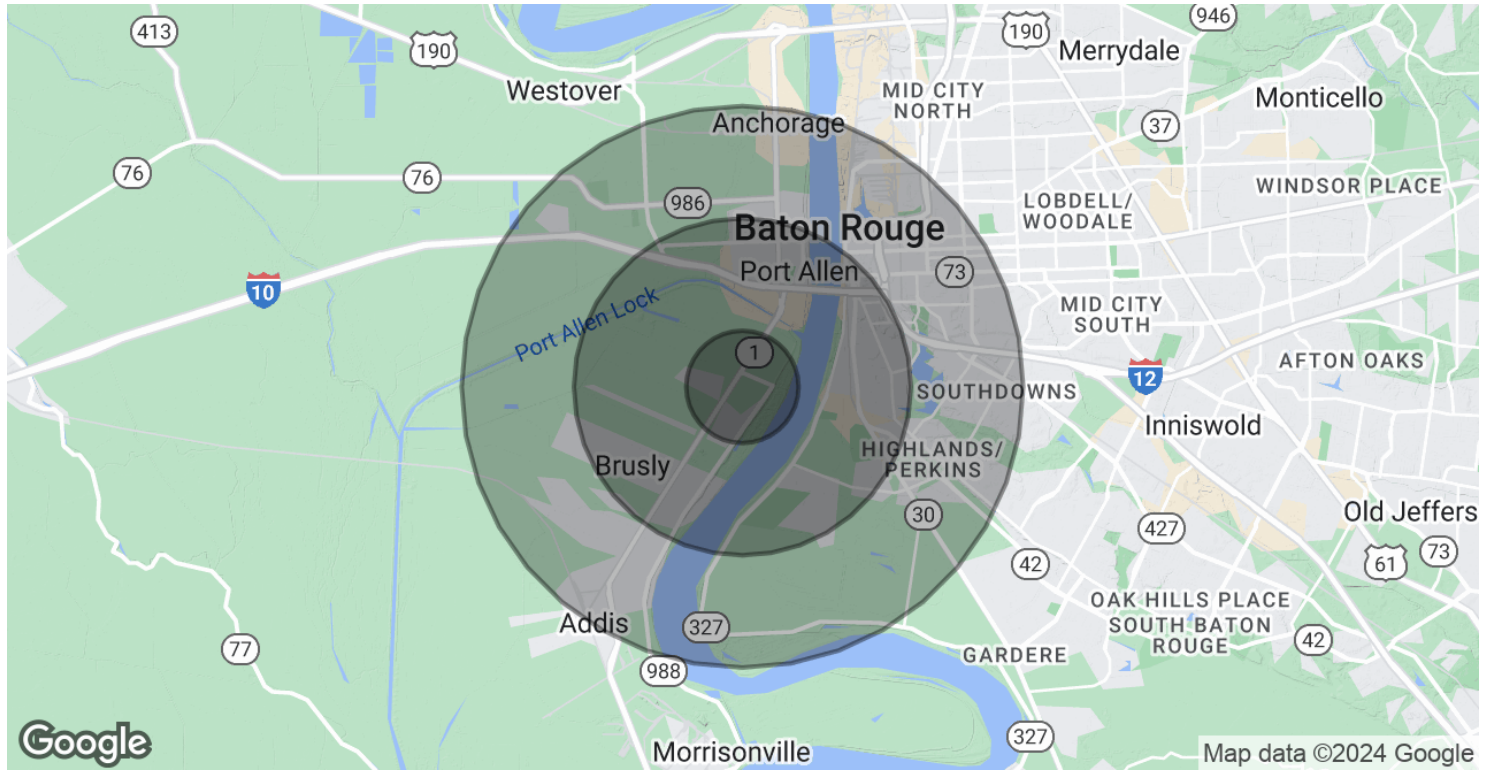 413
190
946
190
Merrydale
Westover
MID CITY
NORTH
Monticello
Anchorage
37
76
76
WINDSOR PLACE
986
LOBDELL/
WOODALE
Baton Rouge
Port Allen
73
10
Port Allen Lock
MID CITY
SOUTH
1
AFTON OAKS
12
SOUTHDOWNS
Inniswold
HIGHLANDS/
PERKINS
Brusly
30
Old Jeffers
427
73
61
42
OAK HILLS PLACE
SOUTH BATON
ROUGE
Addis
327
42
77
GARDERE
988
327
Google
Morrisonville
Map data ©2024 Google